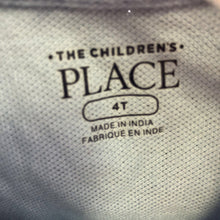 • THE CHILDREN'S •
PLACE
4T
MADE IN INDIA
FABRIQUÉ EN INDE